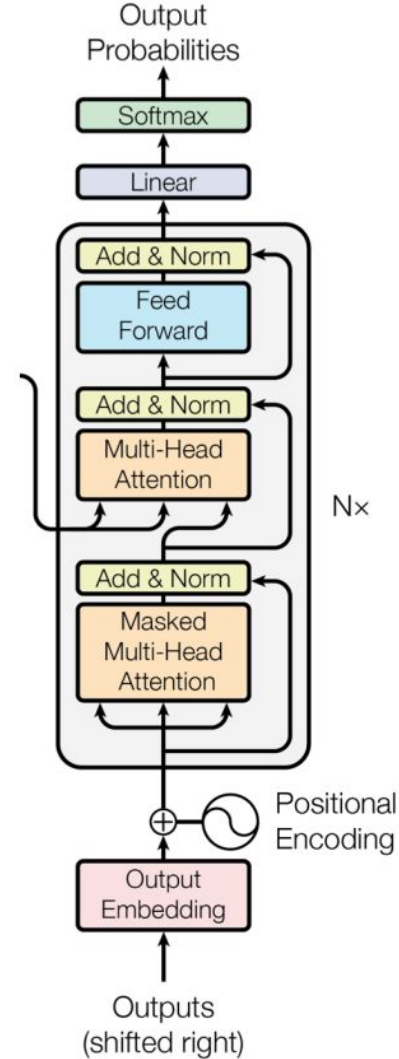 Output
Probabilities
Softmax
Linear
Add & Norm
Feed
Forward
Add & Norm
Multi-Head
Attention
N×
Add & Norm
Masked
Multi-Head
Attention
Positional
Encoding
Output
Embedding
Outputs
(shifted right)